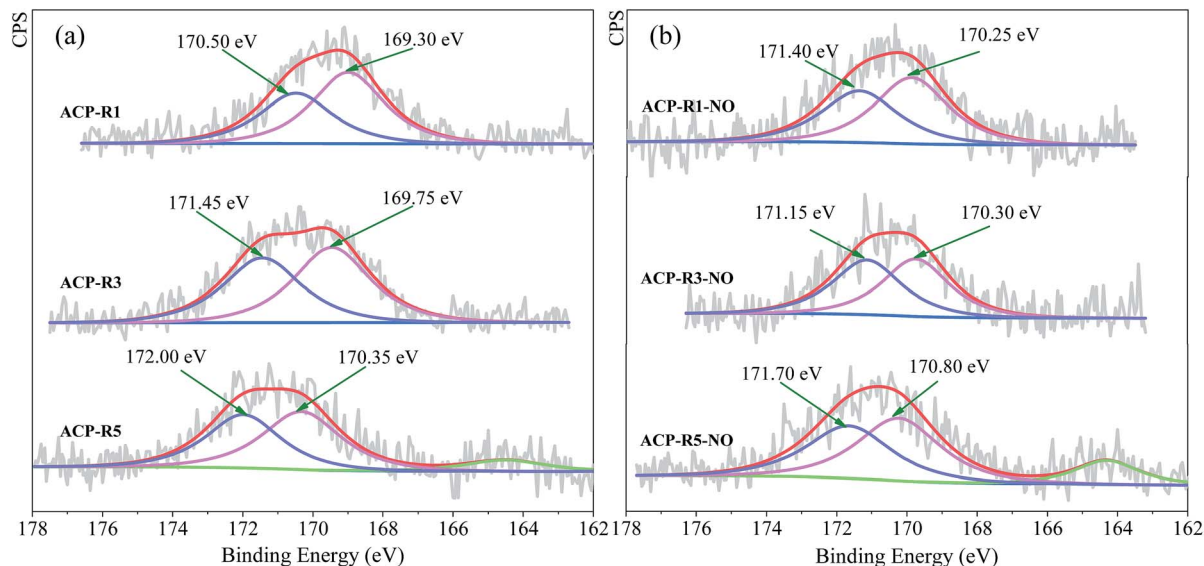 CPS
(a)
170.50 eV
169.30 eV
ACP-R1
171.45 eV
169.75 eV
ACP-R3
172.00 eV
170.35 eV
ACP-R5
178 176 174 172 170 168 166 164 162
Binding Energy (eV)
CPS
(b)
171.40 eV
170.25 eV
ACP-R1-NO
171.15 eV
170.30 eV
ACP-R3-NO
171.70 eV
170.80 eV
ACP-R5-NO
178 176 174 172 170 168 166 164 162
Binding Energy (eV)